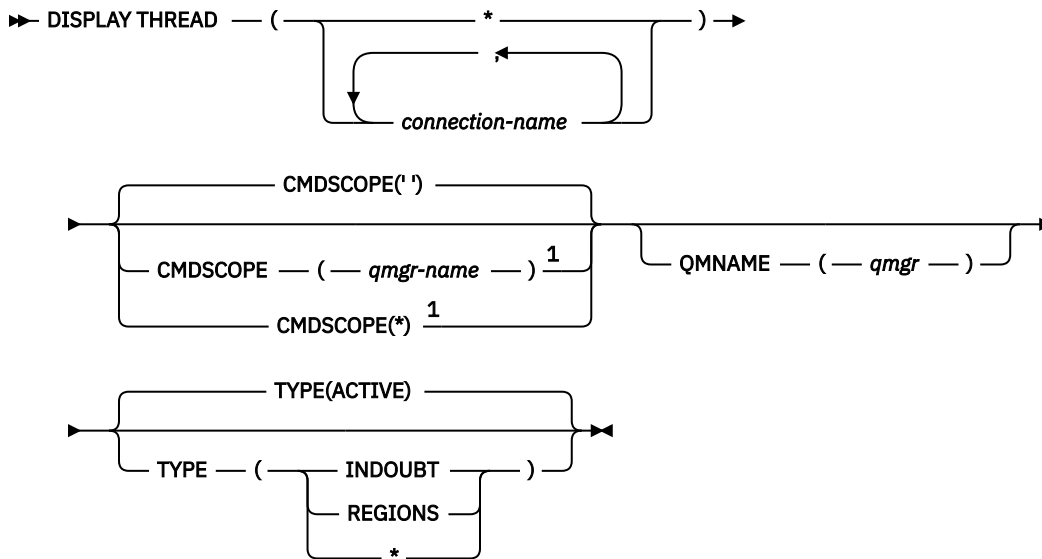 DISPLAY THREAD ( * )
,
connection-name
CMDSCOPE(' ')
CMDSCOPE ( qmgr-name ) 1
CMDSCOPE(*) 1
QMNAME ( qmgr )
TYPE(ACTIVE)
TYPE ( INDOUBT )
REGIONS
*